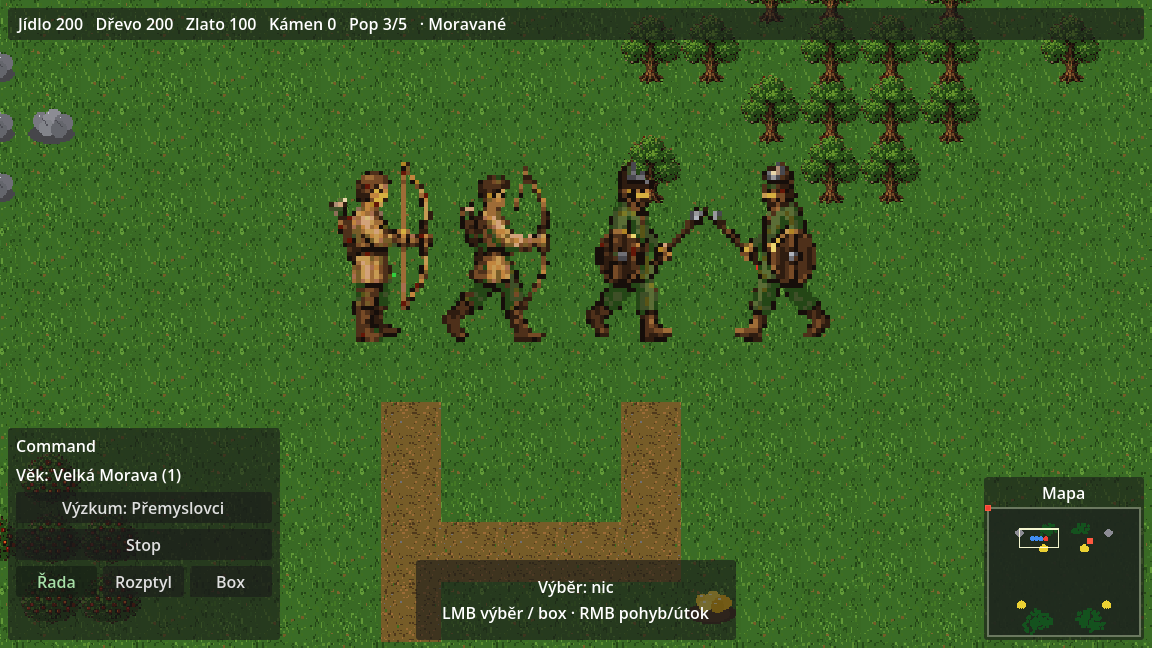 Jídlo 200 Dřevo 200 Zlato 100 Kámen 0 Pop 3/5 · Moravané
Command
Věk: Velká Morava (1)
Výzkum: Přemyslovci
Stop
Řada Rozptyl Box
Výběr: nic
LMB výběr / box · RMB pohyb/útok
Mapa